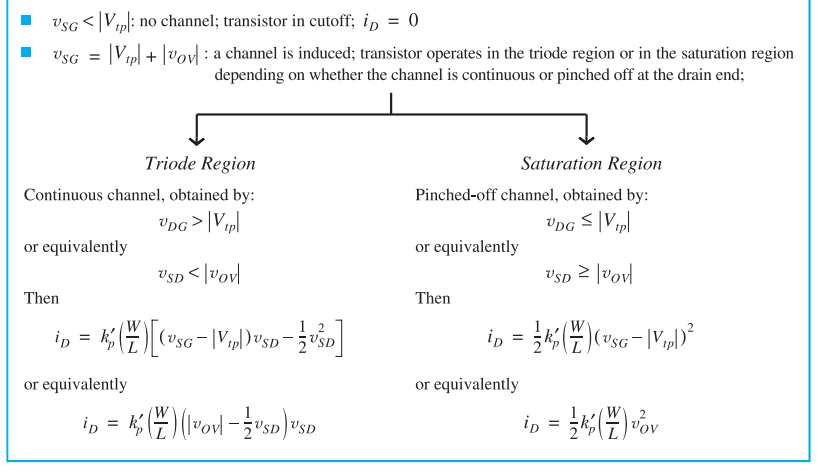 v_SG < |V_tp|: no channel; transistor in cutoff; i_D = 0
v_SG = |V_tp| + |v_OV| : a channel is induced; transistor operates in the triode region or in the saturation region
depending on whether the channel is continuous or pinched off at the drain end;
Triode Region
Continuous channel, obtained by:
v_DG > |V_tp|
or equivalently
v_SD < |v_OV|
Then
i_D = k′_p (W/L) [(v_SG − |V_tp|) v_SD − 1/2 v²_SD]
or equivalently
i_D = k′_p (W/L) (|v_OV| − 1/2 v_SD) v_SD
Saturation Region
Pinched-off channel, obtained by:
v_DG ≤ |V_tp|
or equivalently
v_SD ≥ |v_OV|
Then
i_D = 1/2 k′_p (W/L) (v_SG − |V_tp|)²
or equivalently
i_D = 1/2 k′_p (W/L) v²_OV